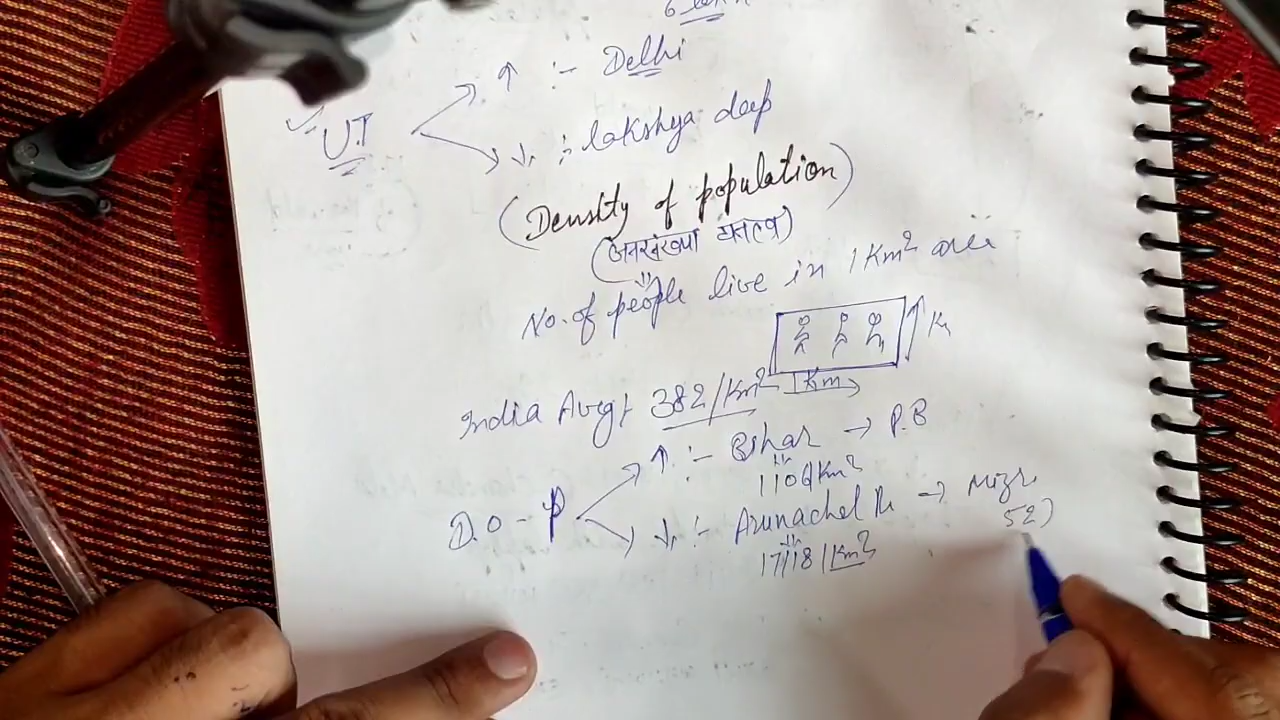 U.T
↑ :- Delhi
↓ :- lakshya deep
(Density of population)
(जनसंख्या घनत्व)
No. of people live in 1 Km² area
Km
1 Km
India Avg 382/Km²
D.O - P
↑ :- Bihar → P.B
1106/Km²
↓ :- Arunachal → Mizr.
52)
17/18/Km²